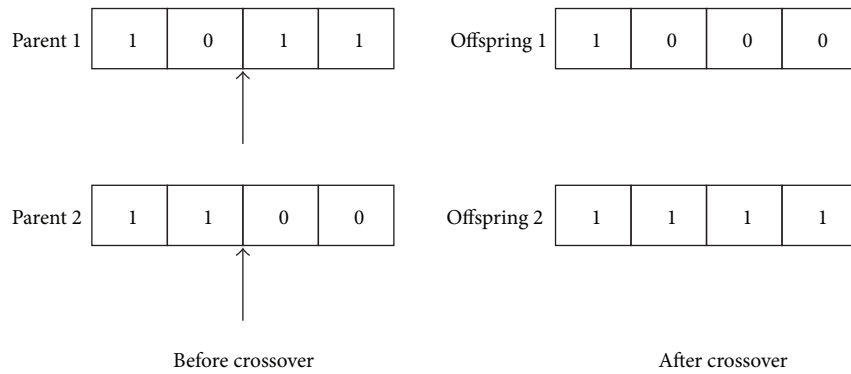 Parent 1 1 0 1 1
Offspring 1 1 0 0 0
Parent 2 1 1 0 0
Offspring 2 1 1 1 1
Before crossover
After crossover